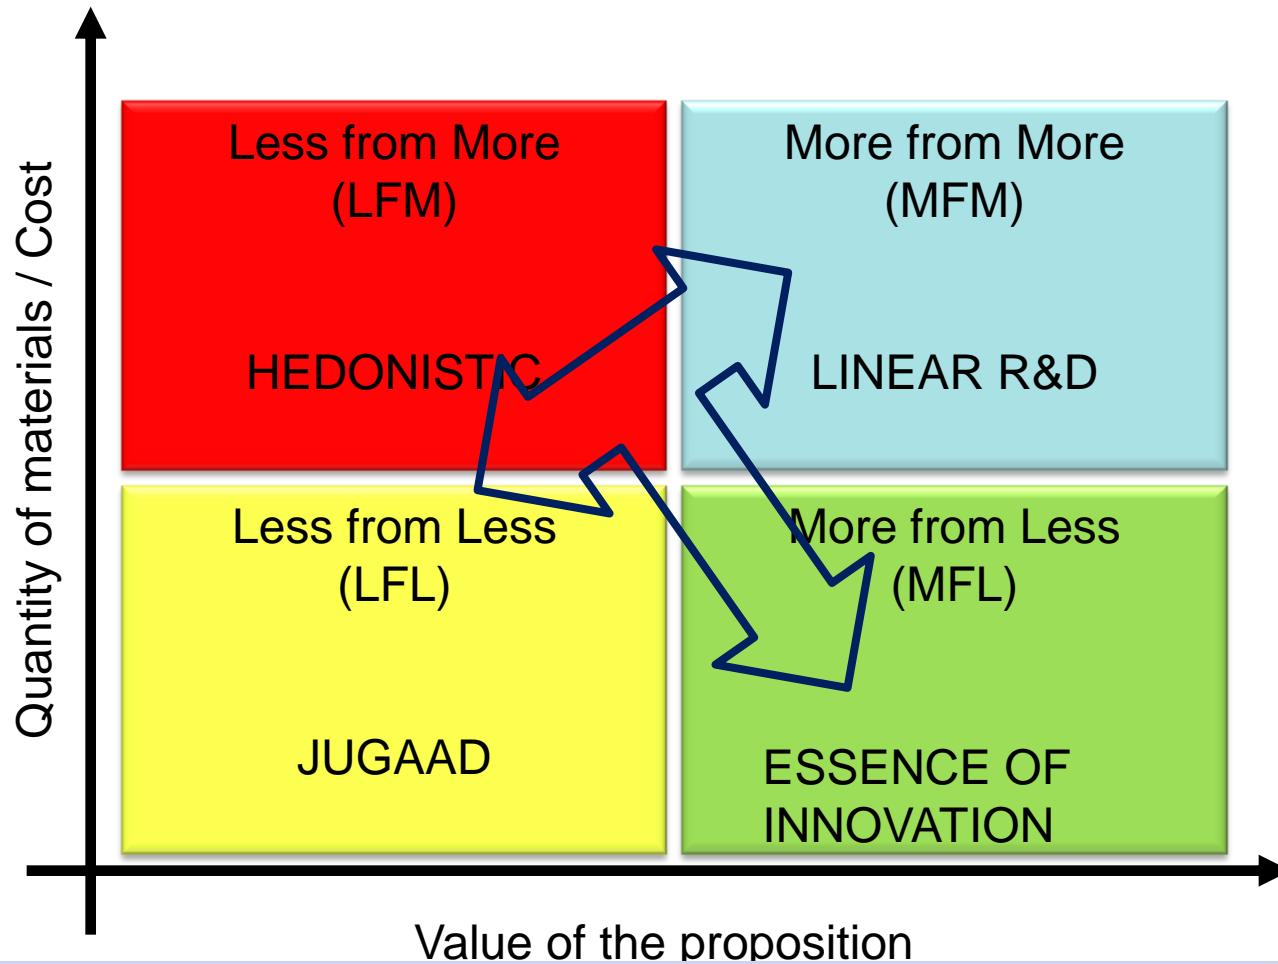 Quantity of materials / Cost
Less from More
(LFM)
HEDONISTIC
More from More
(MFM)
LINEAR R&D
Less from Less
(LFL)
JUGAAD
More from Less
(MFL)
ESSENCE OF
INNOVATION
Value of the proposition